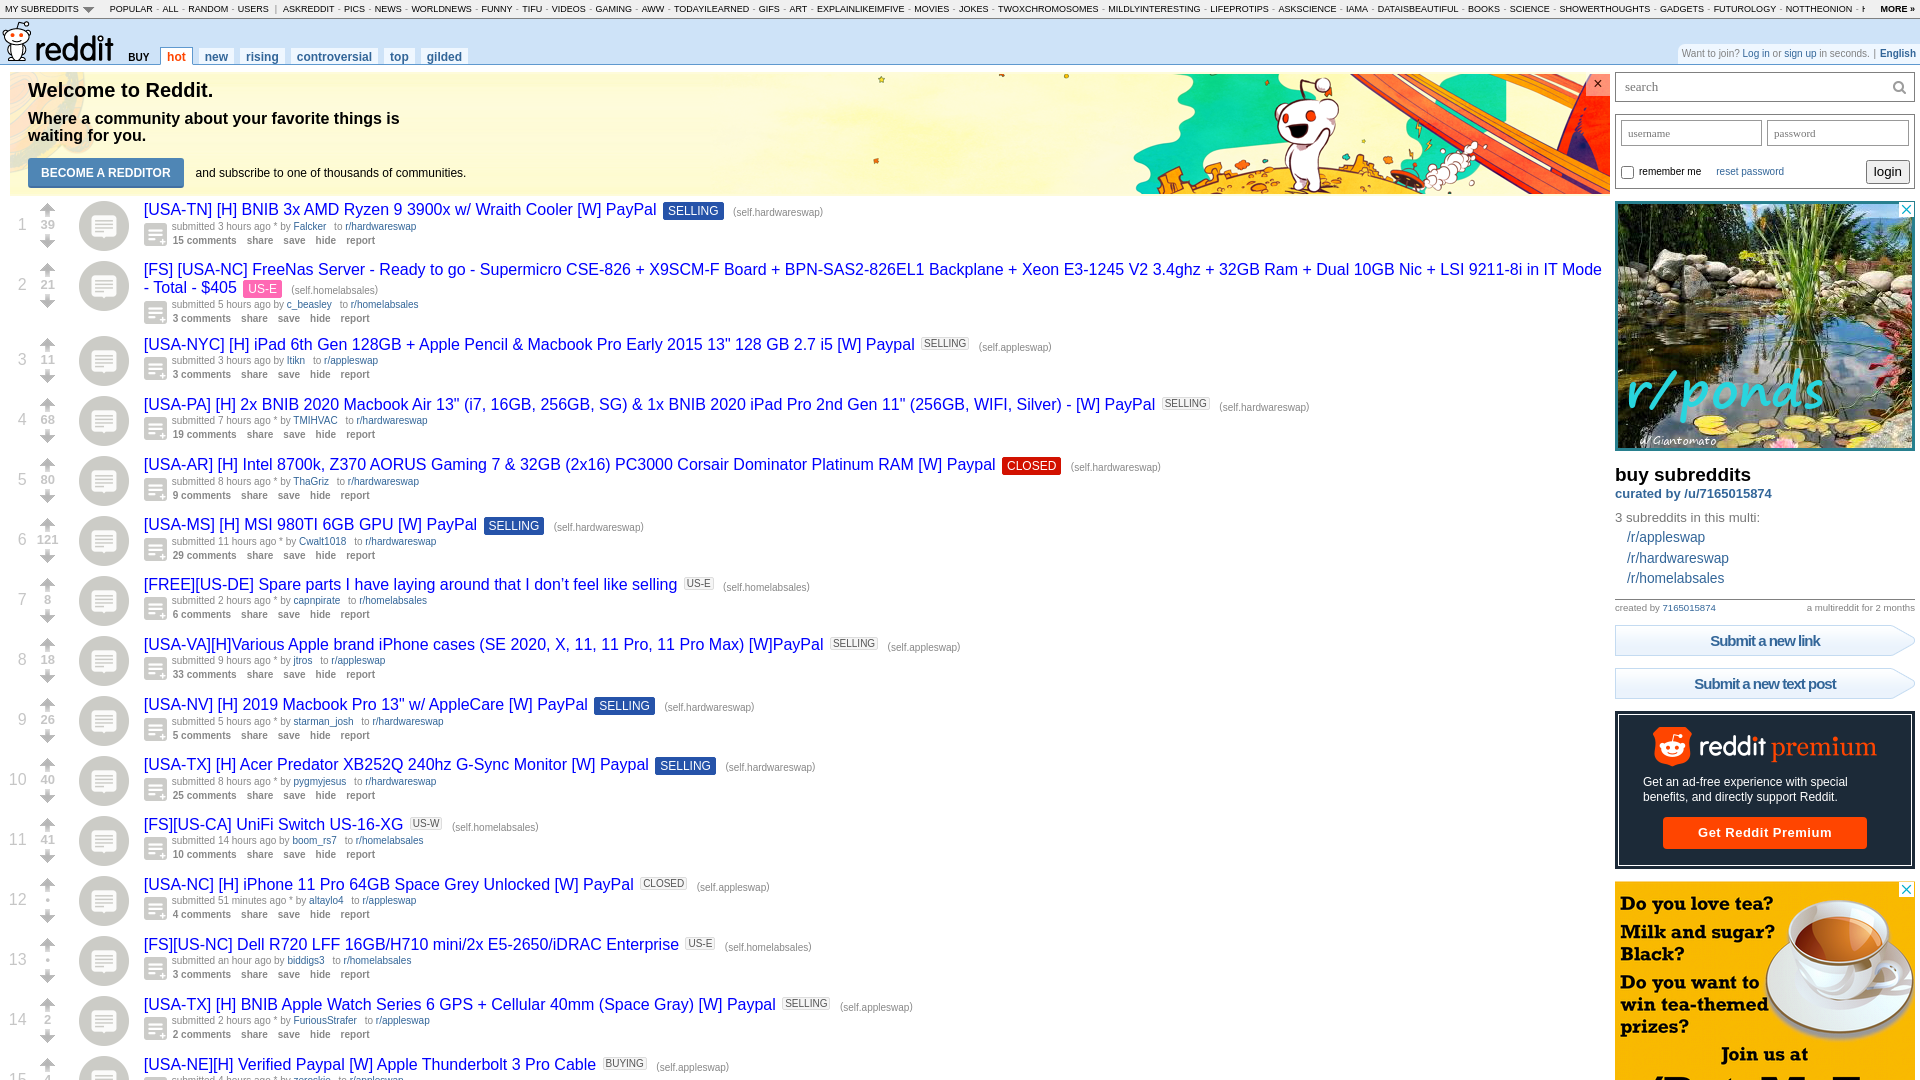 MY SUBREDDITS POPULAR - ALL - RANDOM - USERS | ASKREDDIT - PICS - NEWS - WORLDNEWS - FUNNY - TIFU - VIDEOS - GAMING - AWW - TODAYILEARNED - GIFS - ART - EXPLAINLIKEIMFIVE - MOVIES - JOKES - TWOXCHROMOSOMES - MILDLYINTERESTING - LIFEPROTIPS - ASKSCIENCE - IAMA - DATAISBEAUTIFUL - BOOKS - SCIENCE - SHOWERTHOUGHTS - GADGETS - FUTUROLOGY - NOTTHEONION - MORE »
reddit BUY hot new rising controversial top gilded
Want to join? Log in or sign up in seconds. | English
Welcome to Reddit.
Where a community about your favorite things is
waiting for you.
BECOME A REDDITOR and subscribe to one of thousands of communities.
×
1
39
[USA-TN] [H] BNIB 3x AMD Ryzen 9 3900x w/ Wraith Cooler [W] PayPal SELLING (self.hardwareswap)
submitted 3 hours ago * by Falcker to r/hardwareswap
15 comments share save hide report
2
21
[FS] [USA-NC] FreeNas Server - Ready to go - Supermicro CSE-826 + X9SCM-F Board + BPN-SAS2-826EL1 Backplane + Xeon E3-1245 V2 3.4ghz + 32GB Ram + Dual 10GB Nic + LSI 9211-8i in IT Mode
- Total - $405 US-E (self.homelabsales)
submitted 5 hours ago by c_beasley to r/homelabsales
3 comments share save hide report
3
11
[USA-NYC] [H] iPad 6th Gen 128GB + Apple Pencil & Macbook Pro Early 2015 13" 128 GB 2.7 i5 [W] Paypal SELLING (self.appleswap)
submitted 3 hours ago by ltikn to r/appleswap
3 comments share save hide report
4
68
[USA-PA] [H] 2x BNIB 2020 Macbook Air 13" (i7, 16GB, 256GB, SG) & 1x BNIB 2020 iPad Pro 2nd Gen 11" (256GB, WIFI, Silver) - [W] PayPal SELLING (self.hardwareswap)
submitted 7 hours ago * by TMIHVAC to r/hardwareswap
19 comments share save hide report
5
80
[USA-AR] [H] Intel 8700k, Z370 AORUS Gaming 7 & 32GB (2x16) PC3000 Corsair Dominator Platinum RAM [W] Paypal CLOSED (self.hardwareswap)
submitted 8 hours ago * by ThaGriz to r/hardwareswap
9 comments share save hide report
6
121
[USA-MS] [H] MSI 980TI 6GB GPU [W] PayPal SELLING (self.hardwareswap)
submitted 11 hours ago * by Cwalt1018 to r/hardwareswap
29 comments share save hide report
7
8
[FREE][US-DE] Spare parts I have laying around that I don’t feel like selling US-E (self.homelabsales)
submitted 2 hours ago * by capnpirate to r/homelabsales
6 comments share save hide report
8
18
[USA-VA][H]Various Apple brand iPhone cases (SE 2020, X, 11, 11 Pro, 11 Pro Max) [W]PayPal SELLING (self.appleswap)
submitted 9 hours ago * by jtros to r/appleswap
33 comments share save hide report
9
26
[USA-NV] [H] 2019 Macbook Pro 13" w/ AppleCare [W] PayPal SELLING (self.hardwareswap)
submitted 5 hours ago * by starman_josh to r/hardwareswap
5 comments share save hide report
10
40
[USA-TX] [H] Acer Predator XB252Q 240hz G-Sync Monitor [W] Paypal SELLING (self.hardwareswap)
submitted 8 hours ago * by pygmyjesus to r/hardwareswap
25 comments share save hide report
11
41
[FS][US-CA] UniFi Switch US-16-XG US-W (self.homelabsales)
submitted 14 hours ago by boom_rs7 to r/homelabsales
10 comments share save hide report
12
•
[USA-NC] [H] iPhone 11 Pro 64GB Space Grey Unlocked [W] PayPal CLOSED (self.appleswap)
submitted 51 minutes ago * by altaylo4 to r/appleswap
4 comments share save hide report
13
•
[FS][US-NC] Dell R720 LFF 16GB/H710 mini/2x E5-2650/iDRAC Enterprise US-E (self.homelabsales)
submitted an hour ago by biddigs3 to r/homelabsales
3 comments share save hide report
14
2
[USA-TX] [H] BNIB Apple Watch Series 6 GPS + Cellular 40mm (Space Gray) [W] Paypal SELLING (self.appleswap)
submitted 2 hours ago * by FuriousStrafer to r/appleswap
2 comments share save hide report
15
[USA-NE][H] Verified Paypal [W] Apple Thunderbolt 3 Pro Cable BUYING (self.appleswap)
submitted 4 hours ago * by to r/appleswap
search
username password
remember me reset password login
r/ponds
u/Giantomato
buy subreddits
curated by /u/7165015874
3 subreddits in this multi:
/r/appleswap
/r/hardwareswap
/r/homelabsales
created by 7165015874 a multireddit for 2 months
Submit a new link
Submit a new text post
reddit premium
Get an ad-free experience with special
benefits, and directly support Reddit.
Get Reddit Premium
Do you love tea?
Milk and sugar?
Black?
Do you want to
win tea-themed
prizes?
Join us at